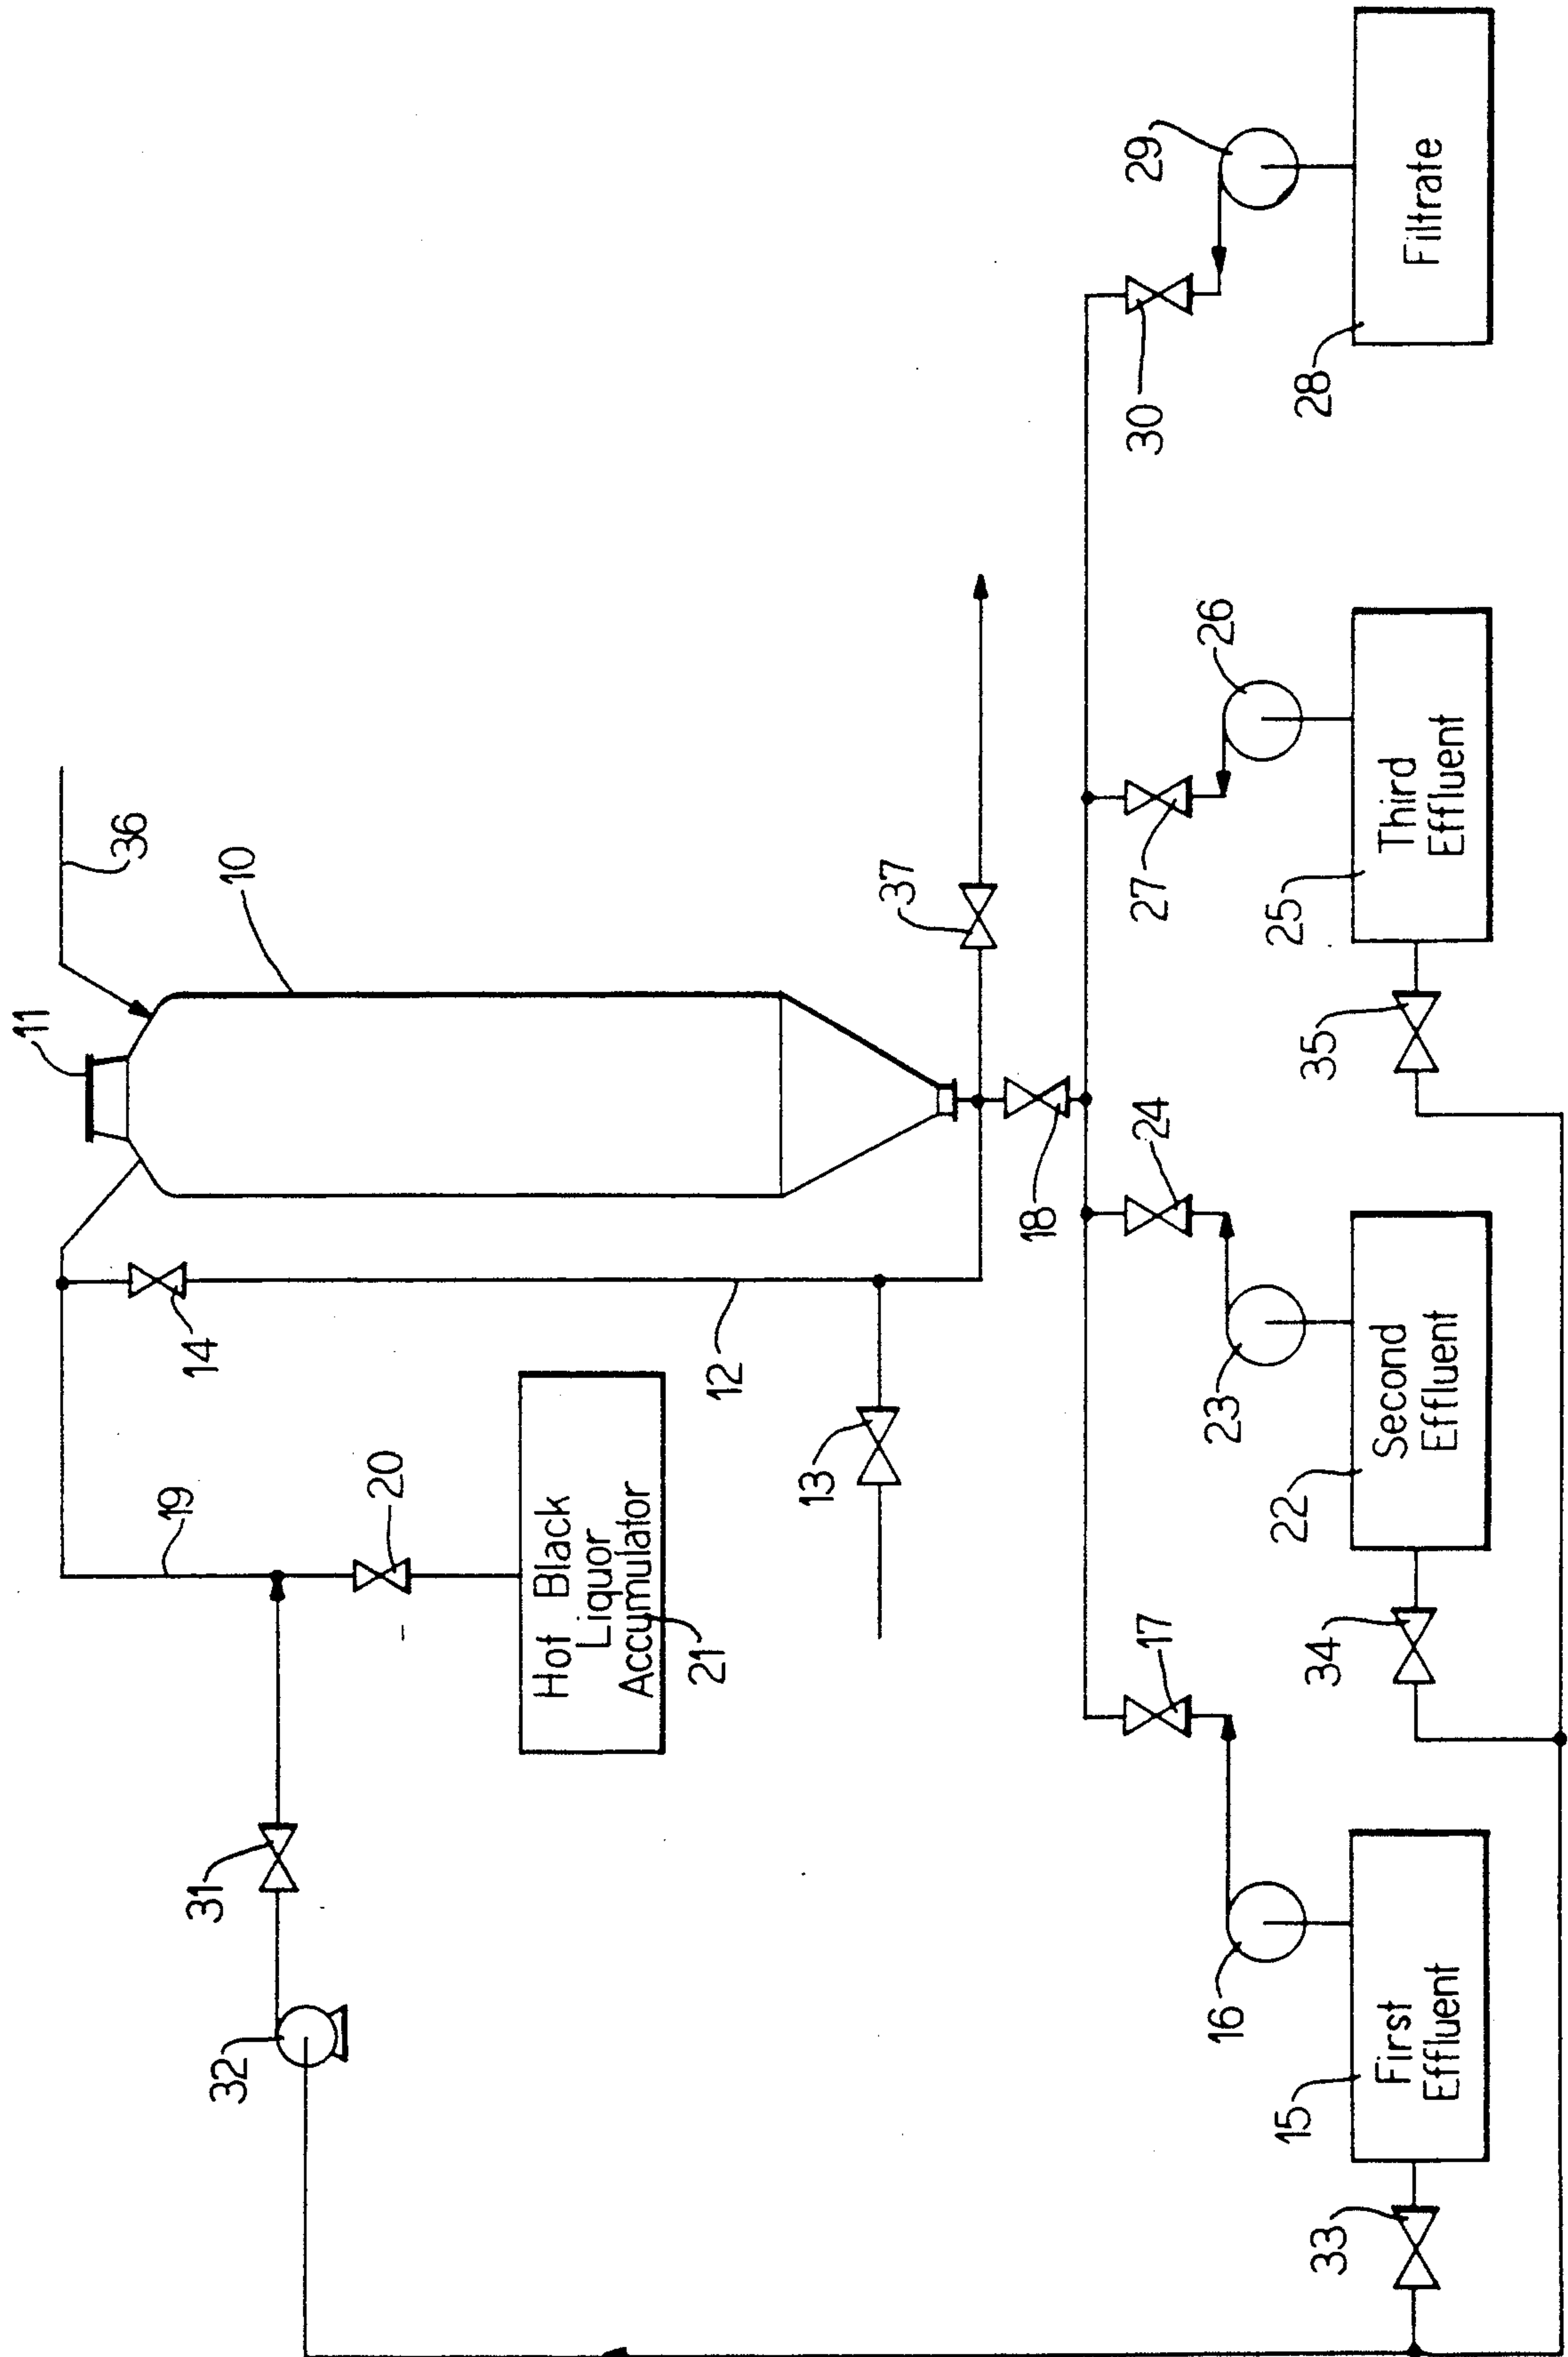 36
11
10
14
12
19
20
Hot Black
Liquor
Accumulator
21
13
31
32
37
18
24
23
17
16
27
26
30
29
First
Effluent
15
33
Second
Effluent
22
34
Third
Effluent
25
35
Filtrate
28